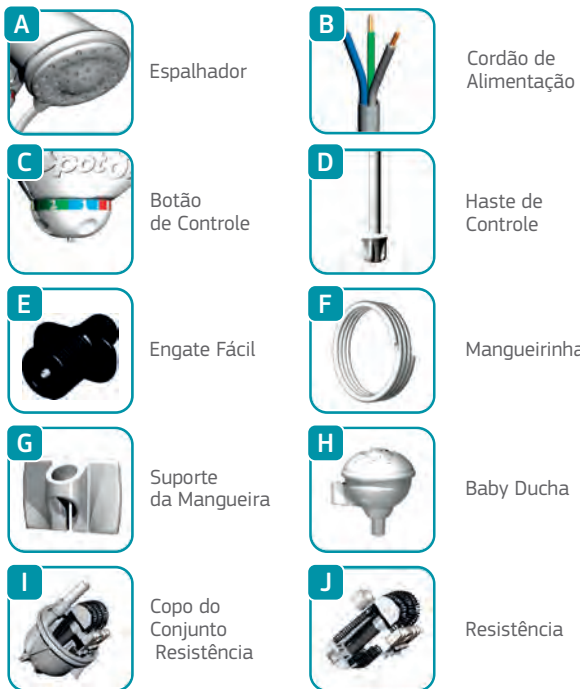 A
Espalhador
B
Cordão de
Alimentação
C
Botão
de Controle
D
Haste de
Controle
E
Engate Fácil
F
Mangueirinha
G
Suporte
da Mangueira
H
Baby Ducha
I
Copo do
Conjunto
Resistência
J
Resistência